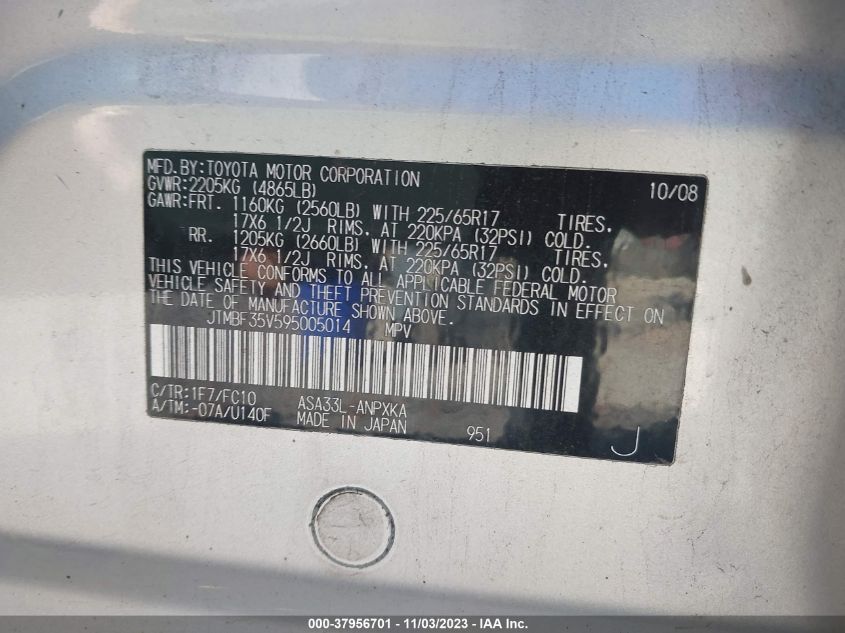 MFD.BY:TOYOTA MOTOR CORPORATION 10/08
GVWR:2205KG (4865LB)
GAWR:FRT. 1160KG (2560LB) WITH 225/65R17 TIRES,
17X6 1/2J RIMS, AT 220KPA (32PSI) COLD.
RR. 1205KG (2660LB) WITH 225/65R17 TIRES,
17X6 1/2J RIMS, AT 220KPA (32PSI) COLD.
THIS VEHICLE CONFORMS TO ALL APPLICABLE FEDERAL MOTOR
VEHICLE SAFETY AND THEFT PREVENTION STANDARDS IN EFFECT ON
THE DATE OF MANUFACTURE SHOWN ABOVE.
JTMBF35V595005014 MPV
C/TR:1F7/FC10 ASA33L-ANPXKA
A/TM:-07A/U140F MADE IN JAPAN 951
J
000-37956701 - 11/03/2023 - IAA Inc.